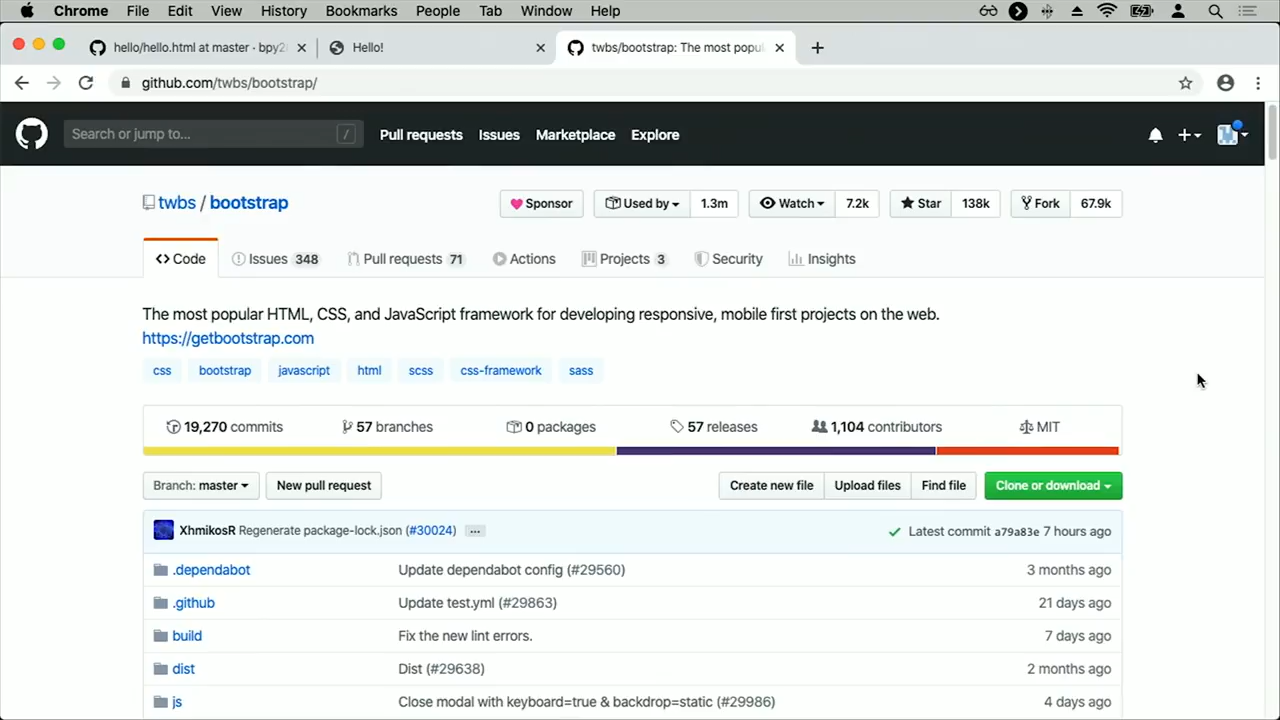 Chrome File Edit View History Bookmarks People Tab Window Help
hello/hello.html at master · bpy2 Hello! twbs/bootstrap: The most popu
github.com/twbs/bootstrap/
Search or jump to... / Pull requests Issues Marketplace Explore
twbs / bootstrap Sponsor Used by 1.3m Watch 7.2k Star 138k Fork 67.9k
Code Issues 348 Pull requests 71 Actions Projects 3 Security Insights
The most popular HTML, CSS, and JavaScript framework for developing responsive, mobile first projects on the web.
https://getbootstrap.com
css bootstrap javascript html scss css-framework sass
19,270 commits 57 branches 0 packages 57 releases 1,104 contributors MIT
Branch: master New pull request Create new file Upload files Find file Clone or download
XhmikosR Regenerate package-lock.json (#30024) ... Latest commit a79a83e 7 hours ago
.dependabot Update dependabot config (#29560) 3 months ago
.github Update test.yml (#29863) 21 days ago
build Fix the new lint errors. 7 days ago
dist Dist (#29638) 2 months ago
js Close modal with keyboard=true & backdrop=static (#29986) 4 days ago